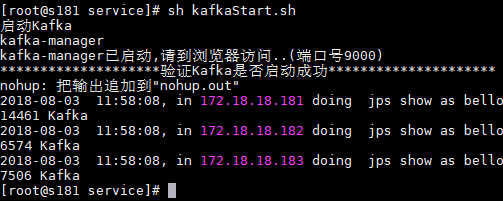 [root@s181 service]# sh kafkaStart.sh
启动Kafka
kafka-manager
kafka-manager已启动,请到浏览器访问..(端口号9000)
********************验证Kafka是否启动成功*********************
nohup: 把输出追加到"nohup.out"
2018-08-03  11:58:08, in 172.18.18.181 doing  jps show as bello
14461 Kafka
2018-08-03  11:58:08, in 172.18.18.182 doing  jps show as bello
6574 Kafka
2018-08-03  11:58:08, in 172.18.18.183 doing  jps show as bello
7506 Kafka
[root@s181 service]#